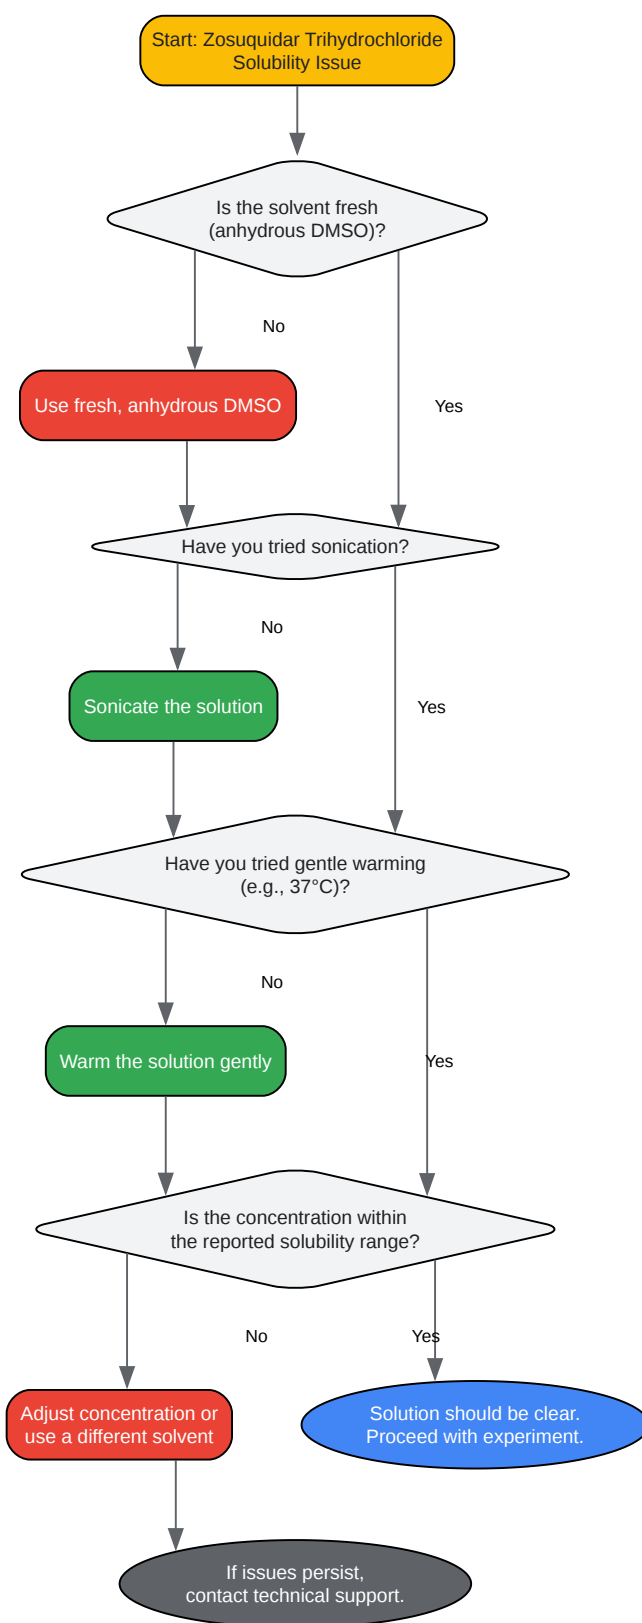 Start: Zosuquidar Trihydrochloride
Solubility Issue
Is the solvent fresh
(anhydrous DMSO)?
No
Use fresh, anhydrous DMSO
Yes
Have you tried sonication?
No
Sonicate the solution
Yes
Have you tried gentle warming
(e.g., 37°C)?
No
Warm the solution gently
Yes
Is the concentration within
the reported solubility range?
No
Yes
Adjust concentration or
use a different solvent
Solution should be clear.
Proceed with experiment.
If issues persist,
contact technical support.